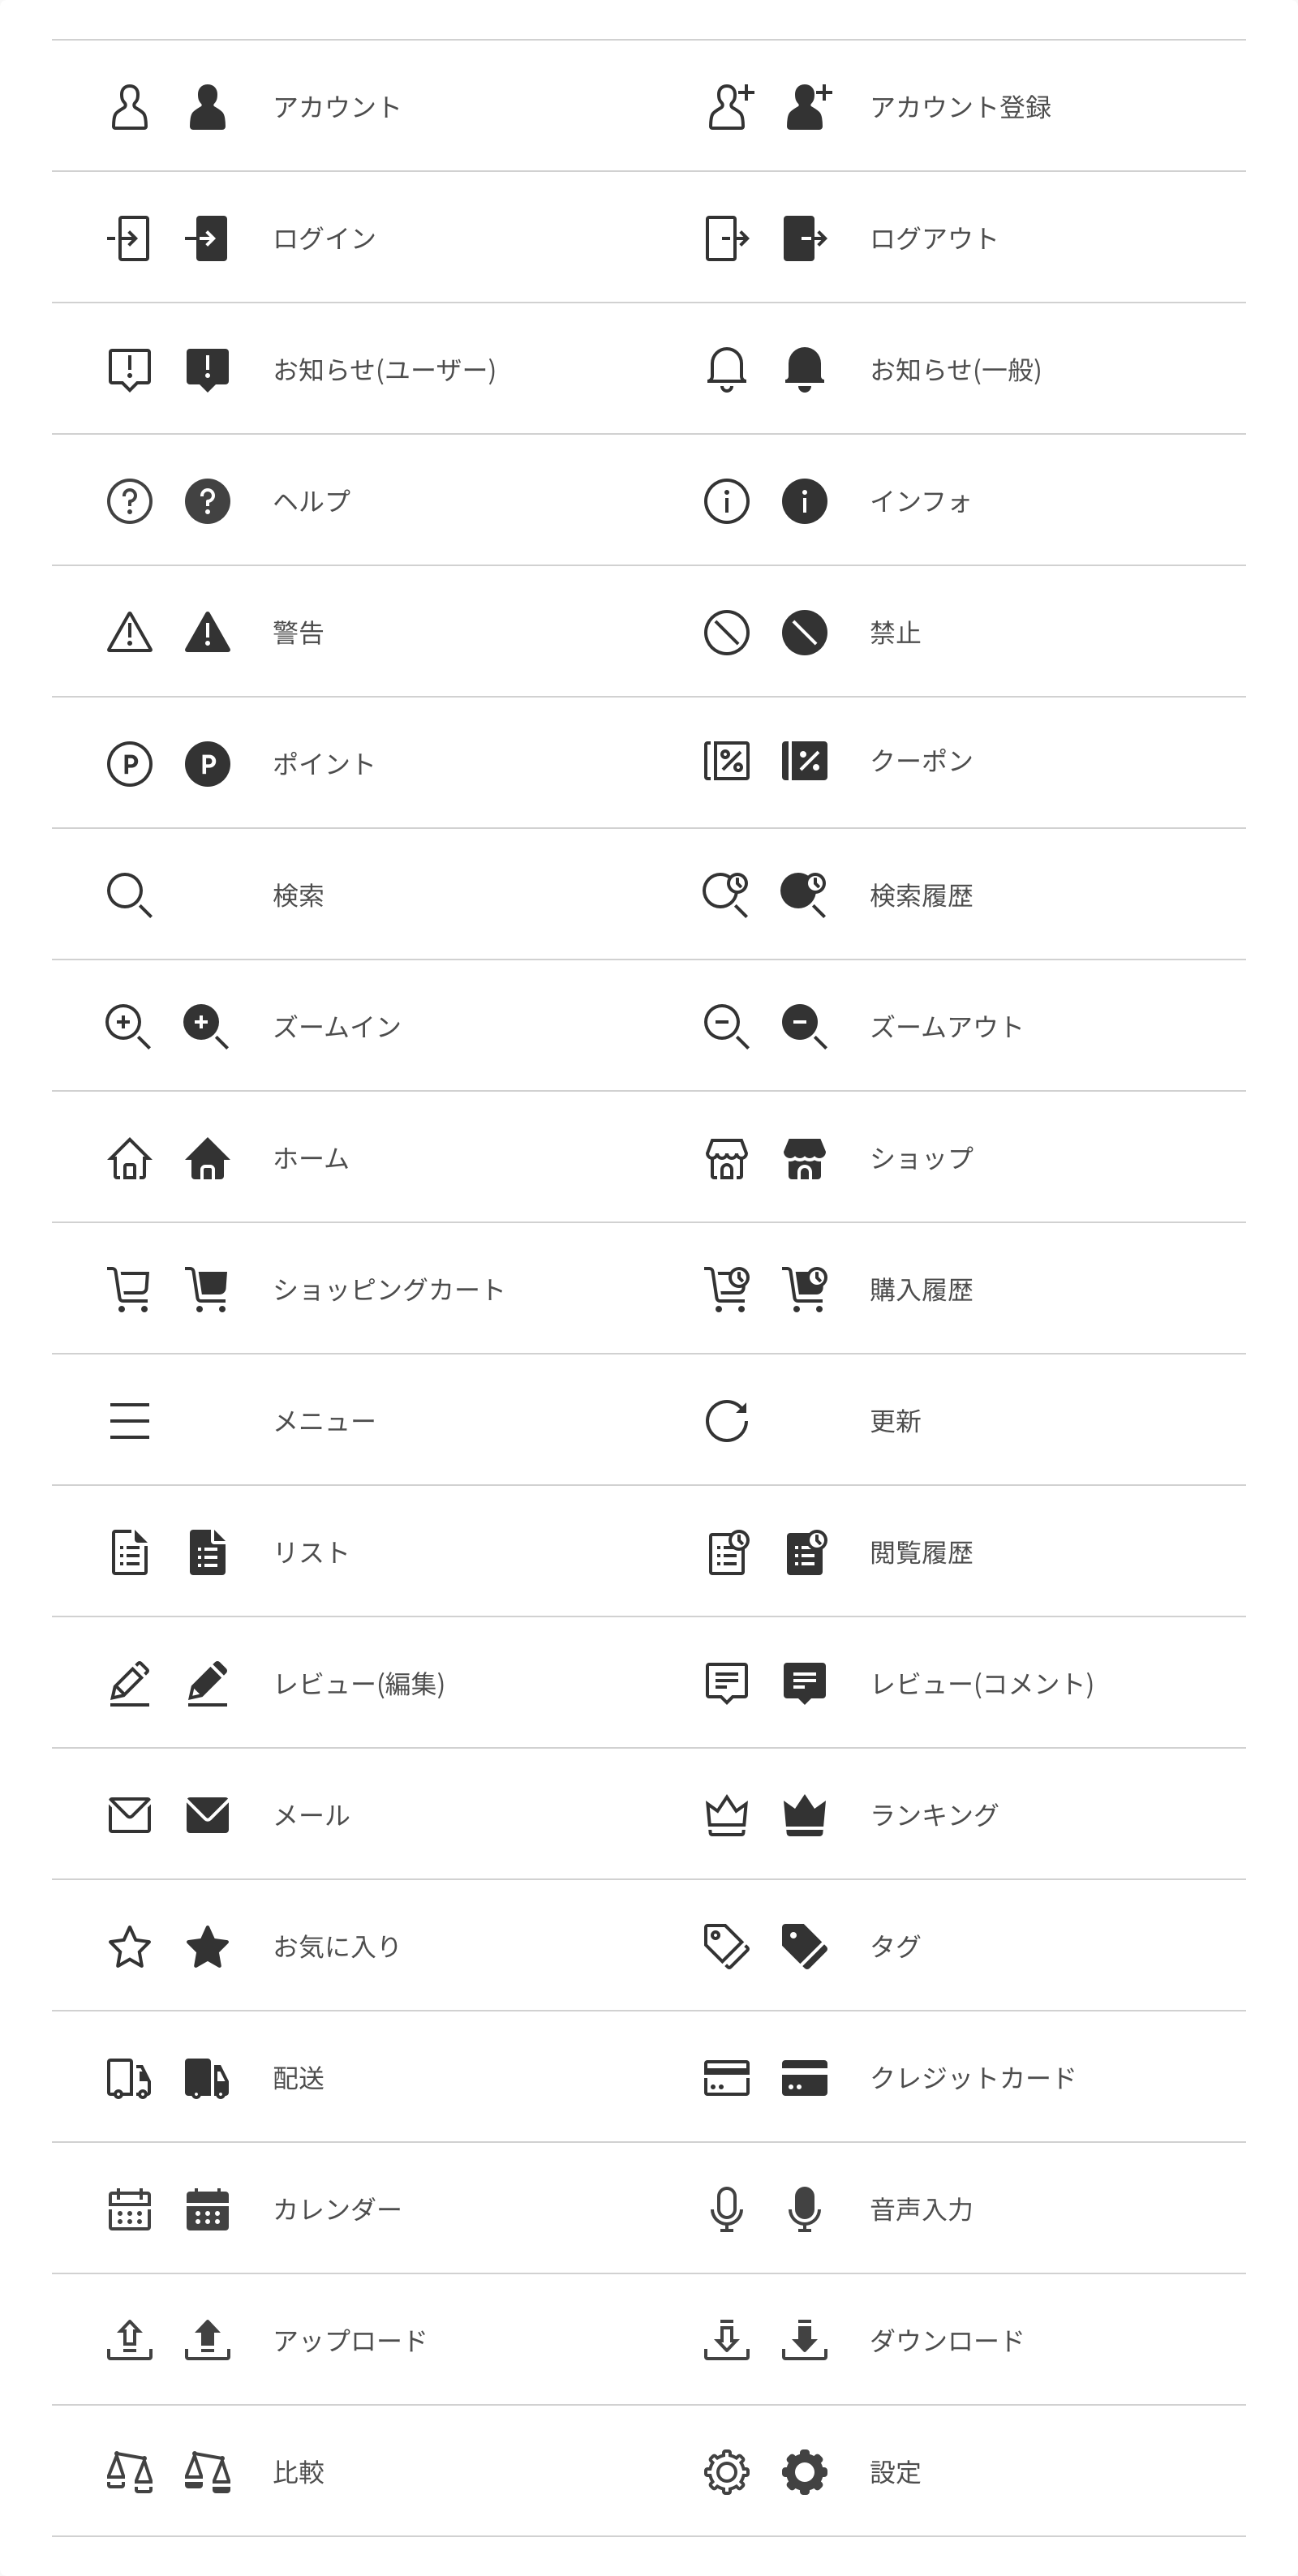 アカウント
アカウント登録
ログイン
ログアウト
お知らせ(ユーザー)
お知らせ(一般)
ヘルプ
インフォ
警告
禁止
P P ポイント
クーポン
検索
検索履歴
ズームイン
ズームアウト
ホーム
ショップ
ショッピングカート
購入履歴
メニュー
更新
リスト
閲覧履歴
レビュー(編集)
レビュー(コメント)
メール
ランキング
お気に入り
タグ
配送
クレジットカード
カレンダー
音声入力
アップロード
ダウンロード
比較
設定